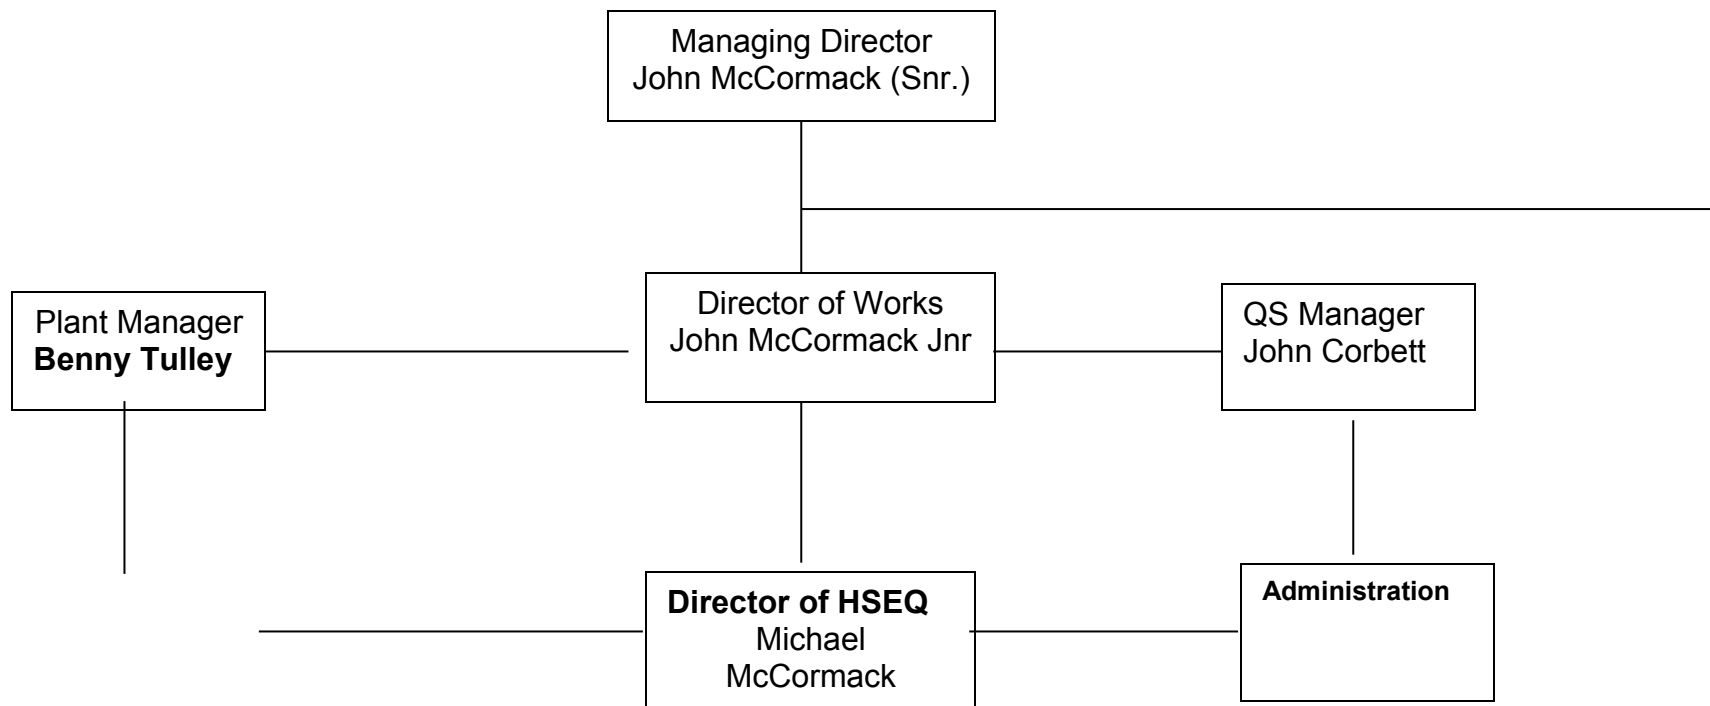 Managing Director
John McCormack (Snr.)
Director of Works
John McCormack Jnr
Plant Manager
Benny Tulley
QS Manager
John Corbett
Director of HSEQ
Michael
McCormack
Administration